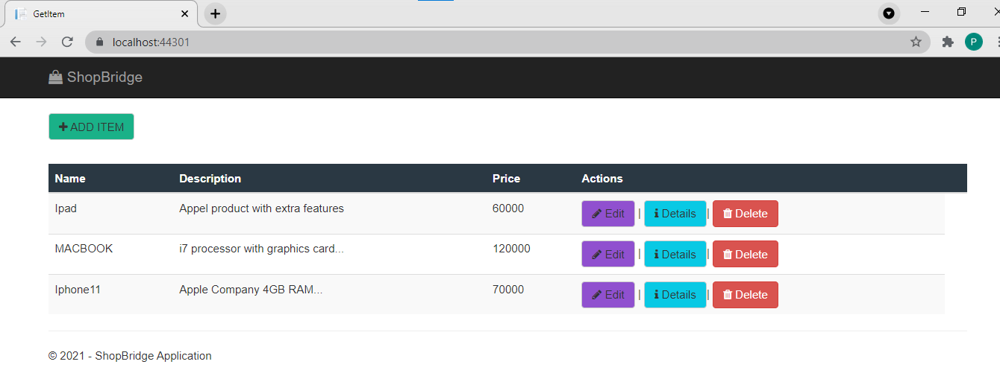 GetItem
localhost:44301
P
ShopBridge
ADD ITEM
Name Description Price Actions
Ipad Appel product with extra features 60000 Edit | Details | Delete
MACBOOK i7 processor with graphics card... 120000 Edit | Details | Delete
Iphone11 Apple Company 4GB RAM... 70000 Edit | Details | Delete
© 2021 - ShopBridge Application